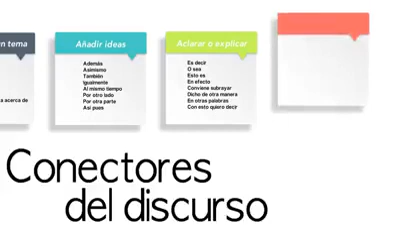 n tema
a acerca de
Añadir ideas
Además
Asimismo
También
Igualmente
Al mismo tiempo
Por otro lado
Por otra parte
Así pues
Aclarar o explicar
Es decir
O sea
Esto es
En efecto
Conviene subrayar
Dicho de otra manera
En otras palabras
Con esto quiero decir
Conectores
del discurso